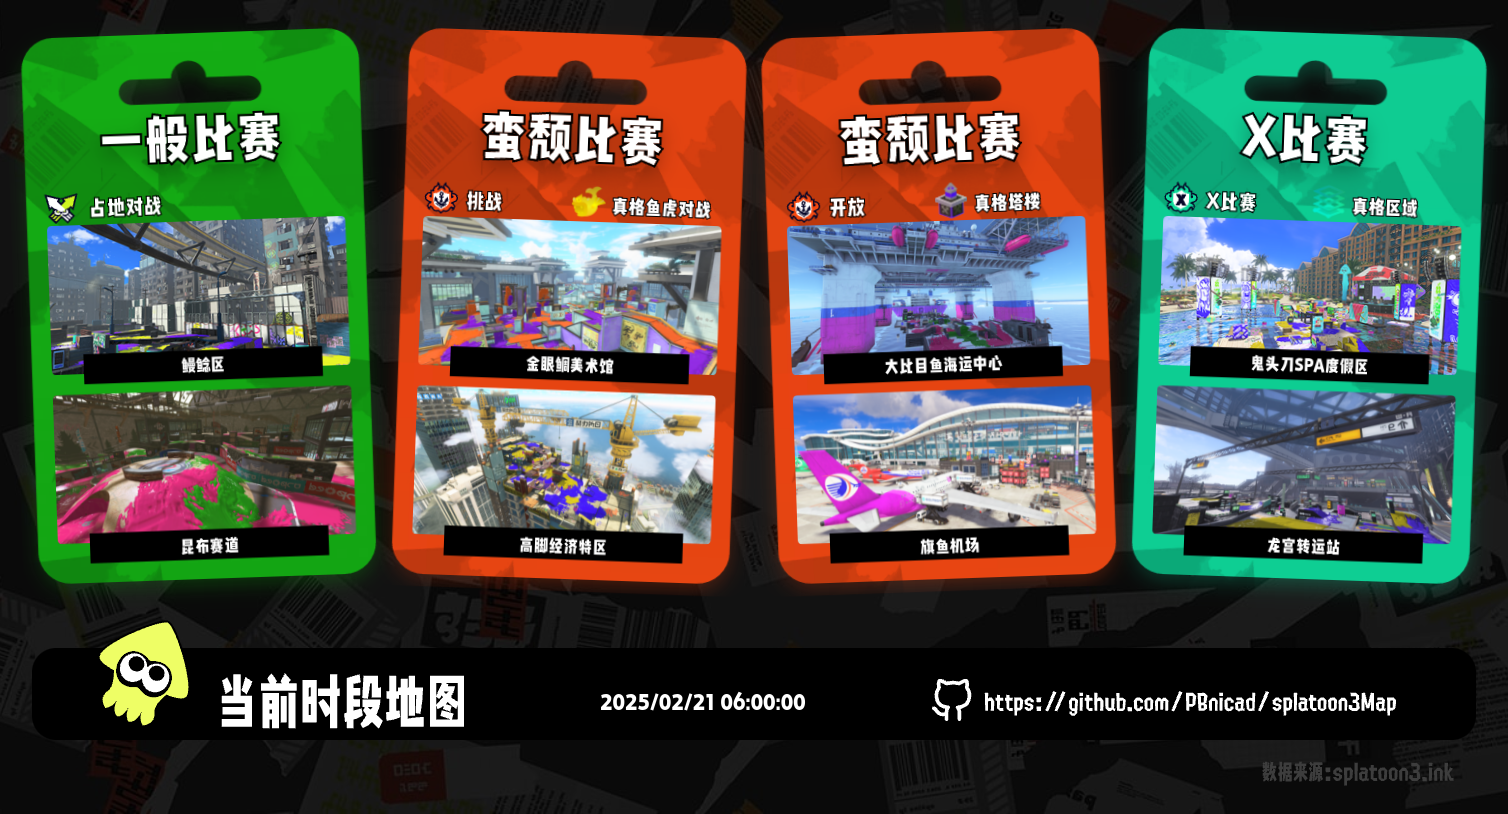 一般比赛
占地对战
鳗鲶区
昆布赛道
蛮颓比赛
挑战
真格鱼虎对战
金眼鲷美术馆
高脚经济特区
蛮颓比赛
开放
真格塔楼
大比目鱼海运中心
旗鱼机场
X比赛
X比赛
真格区域
鬼头刀SPA度假区
龙宫转运站
当前时段地图
2025/02/21 06:00:00
https://github.com/PBnicad/splatoon3Map
数据来源:splatoon3.ink